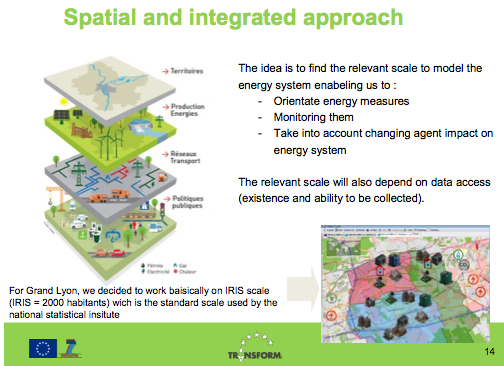 Spatial and integrated approach
Territoires
Production
Energies
Réseaux
Transport
Politiques
publiques
Pétrole
Gaz
Electricité
Chaleur
The idea is to find the relevant scale to model the
energy system enabeling us to :
- Orientate energy measures
- Monitoring them
- Take into account changing agent impact on
energy system
The relevant scale will also depend on data access
(existence and ability to be collected).
For Grand Lyon, we decided to work baisically on IRIS scale
(IRIS = 2000 habitants) wich is the standard scale used by the
national statistical insitute
TRANSFORM
14